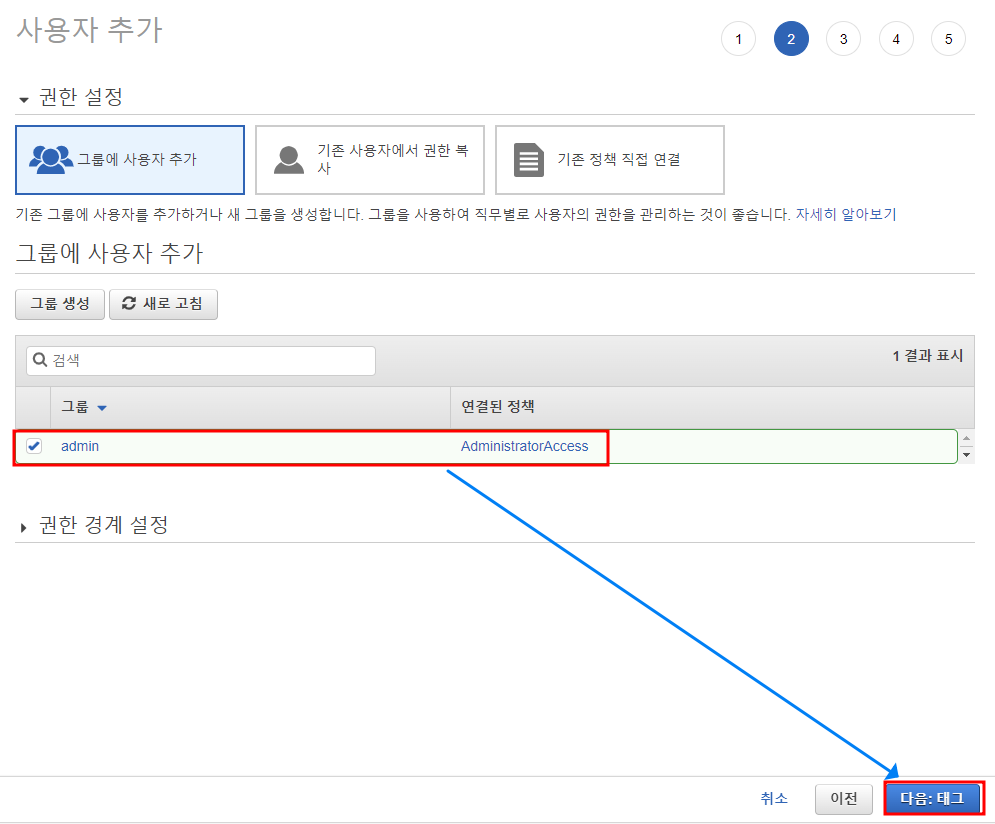 사용자 추가
1 2 3 4 5
권한 설정
그룹에 사용자 추가
기존 사용자에서 권한 복
사
기존 정책 직접 연결
기존 그룹에 사용자를 추가하거나 새 그룹을 생성합니다. 그룹을 사용하여 직무별로 사용자의 권한을 관리하는 것이 좋습니다. 자세히 알아보기
그룹에 사용자 추가
그룹 생성 새로 고침
검색 1 결과 표시
그룹 연결된 정책
admin AdministratorAccess
권한 경계 설정
취소 이전 다음: 태그